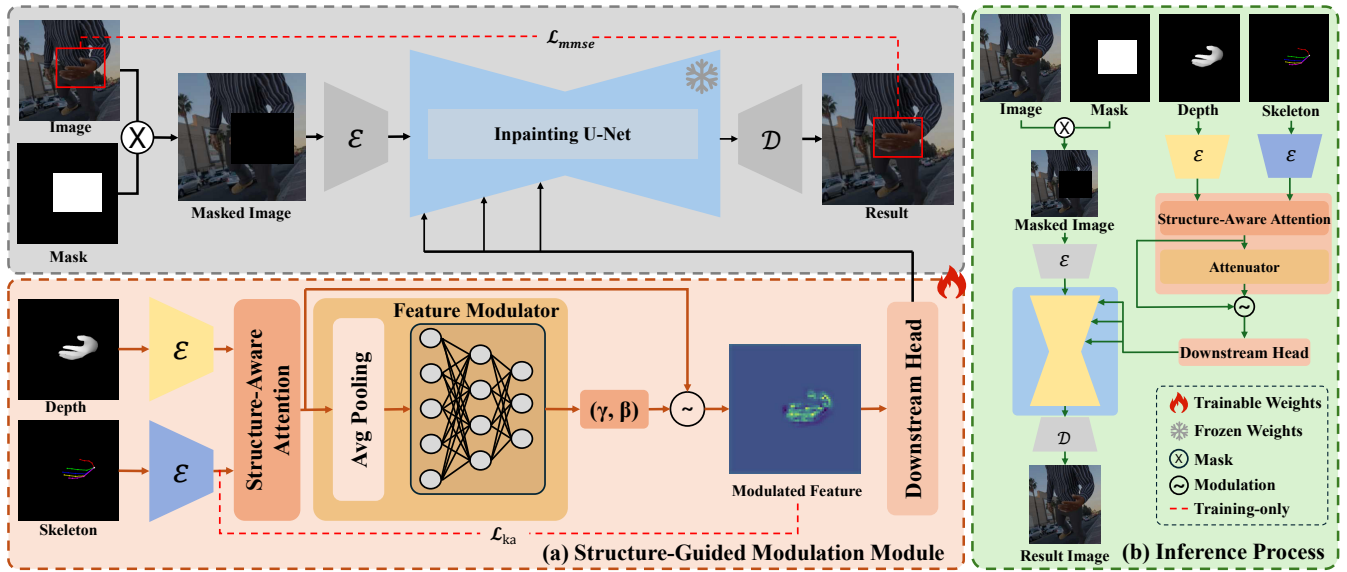 Image
Mask
X
Masked Image
ε
Inpainting U-Net
D
Result
ℒmmse
Depth
Skeleton
ε
ε
Structure-Aware
Attention
Feature Modulator
Avg Pooling
(γ, β)
~
Modulated Feature
Downstream Head
ℒka
(a) Structure-Guided Modulation Module
Image
Mask
Depth
Skeleton
X
Masked Image
ε
ε
ε
Structure-Aware Attention
Attenuator
~
Downstream Head
D
Result Image
Trainable Weights
Frozen Weights
X Mask
~ Modulation
Training-only
(b) Inference Process